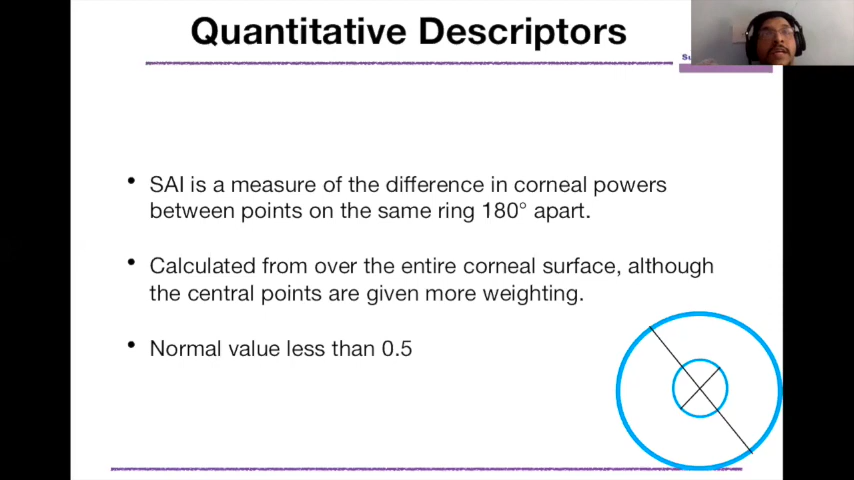 Quantitative Descriptors
• SAI is a measure of the difference in corneal powers
between points on the same ring 180° apart.
• Calculated from over the entire corneal surface, although
the central points are given more weighting.
• Normal value less than 0.5